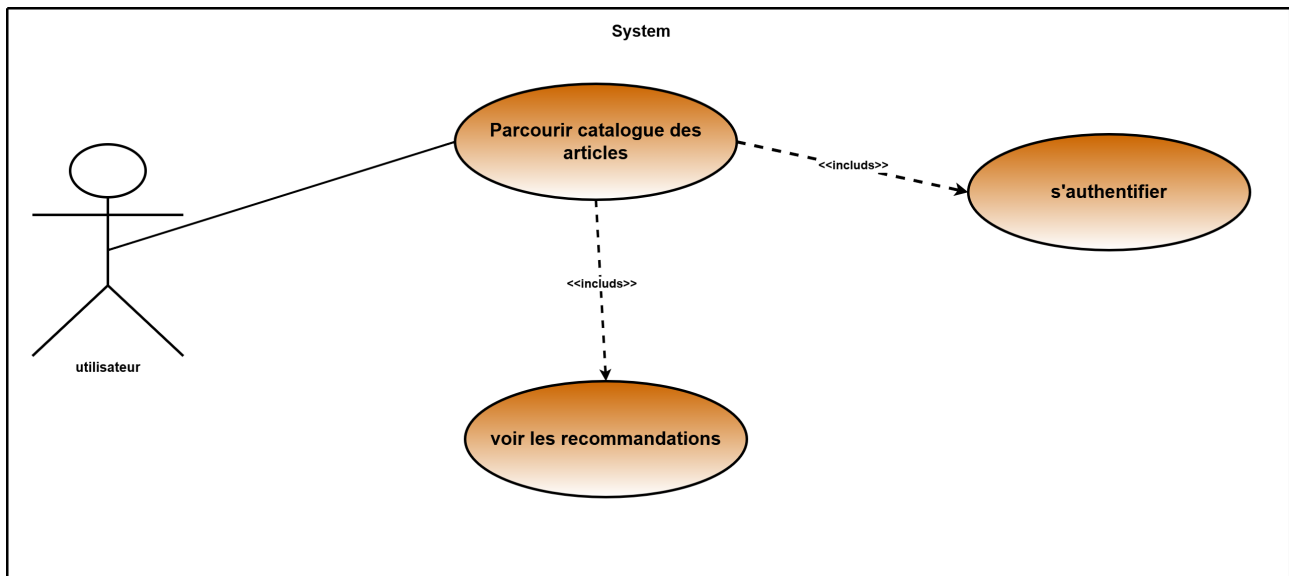 System
Parcourir catalogue des
articles
<<includs>>
s'authentifier
<<includs>>
utilisateur
voir les recommandations